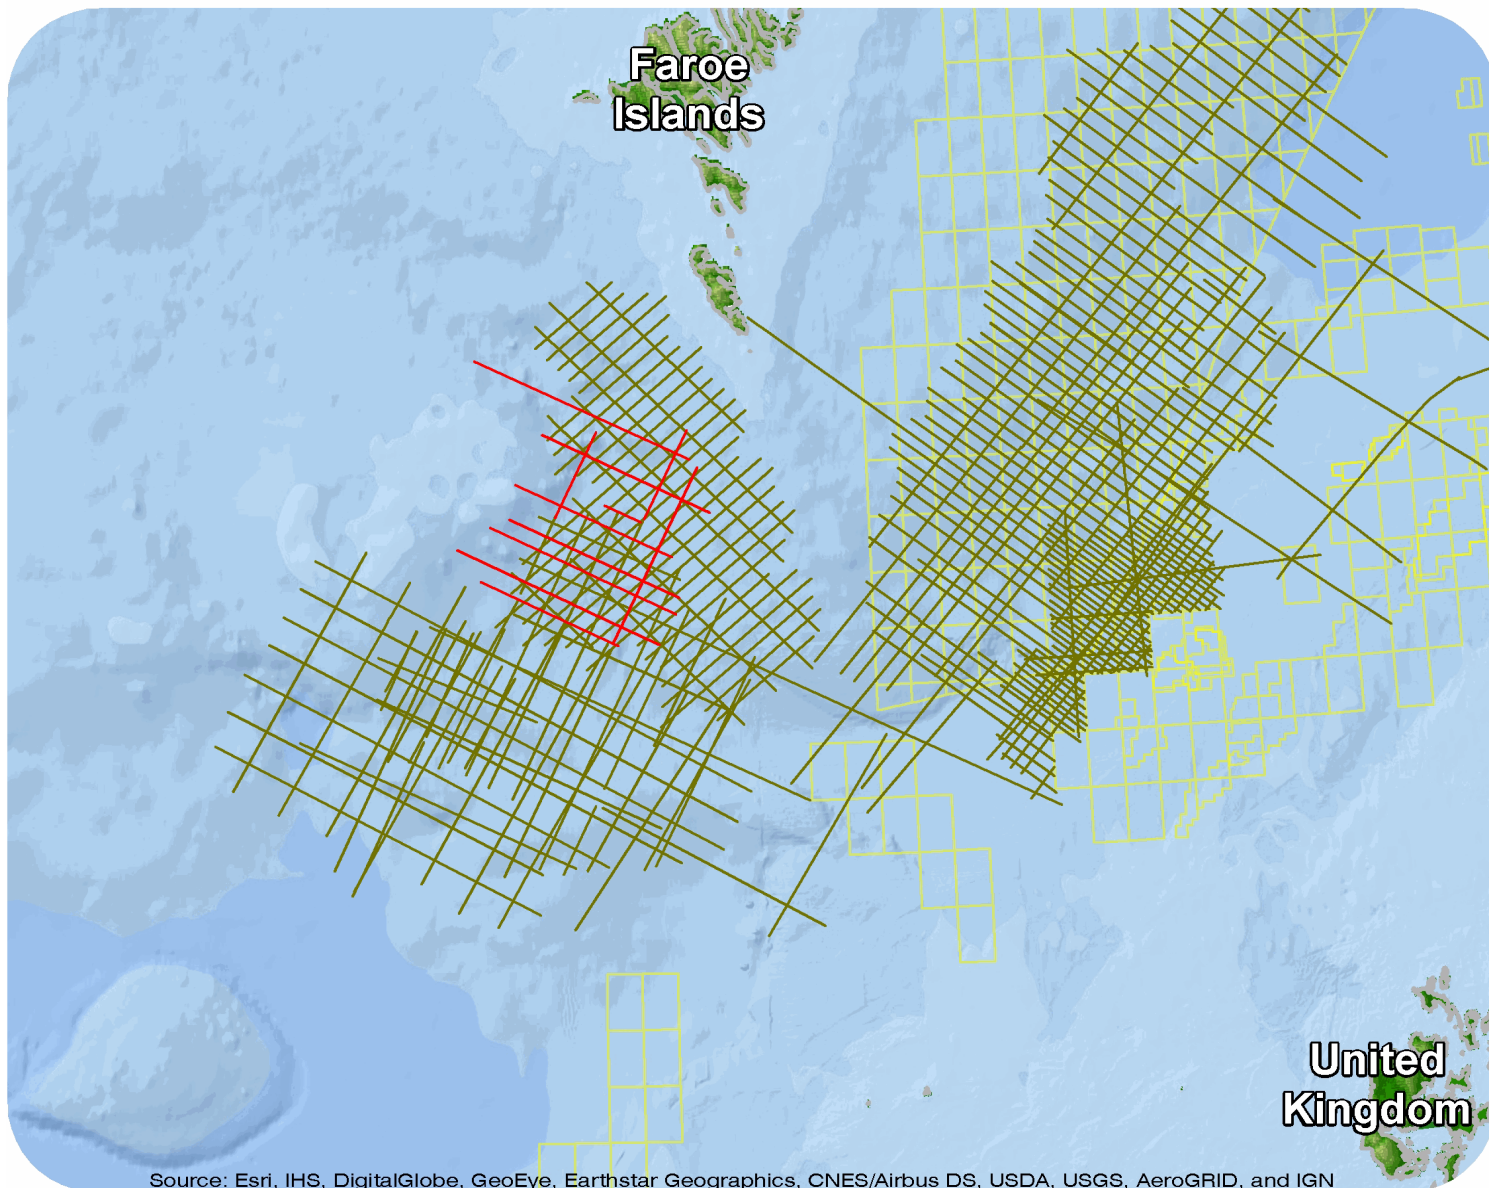 Faroe
Islands
United
Kingdom
Source: Esri, IHS, DigitalGlobe, GeoEye, Earthstar Geographics, CNES/Airbus DS, USDA, USGS, AeroGRID, and IGN